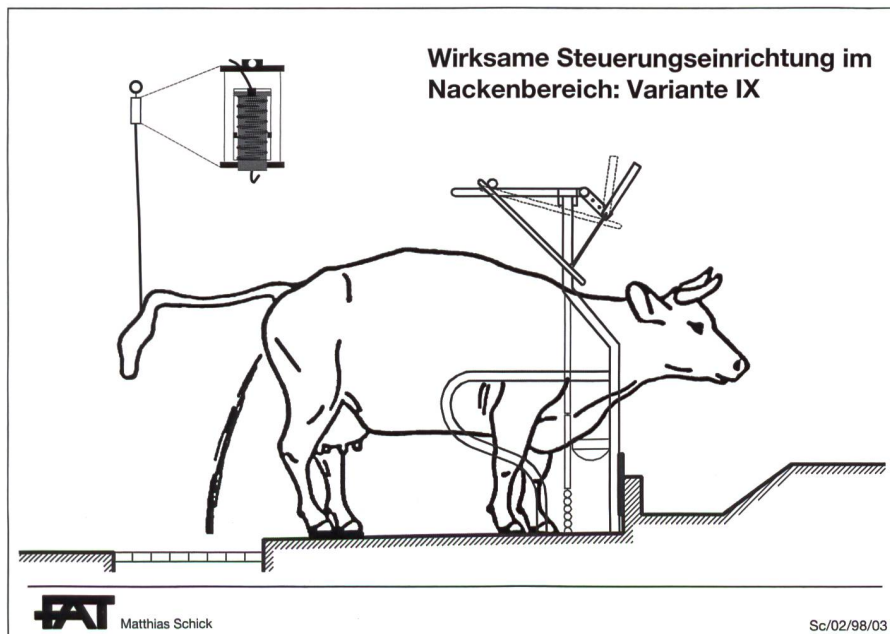 Wirksame Steuerungseinrichtung im
Nackenbereich: Variante IX
FAT Matthias Schick
Sc/02/98/03